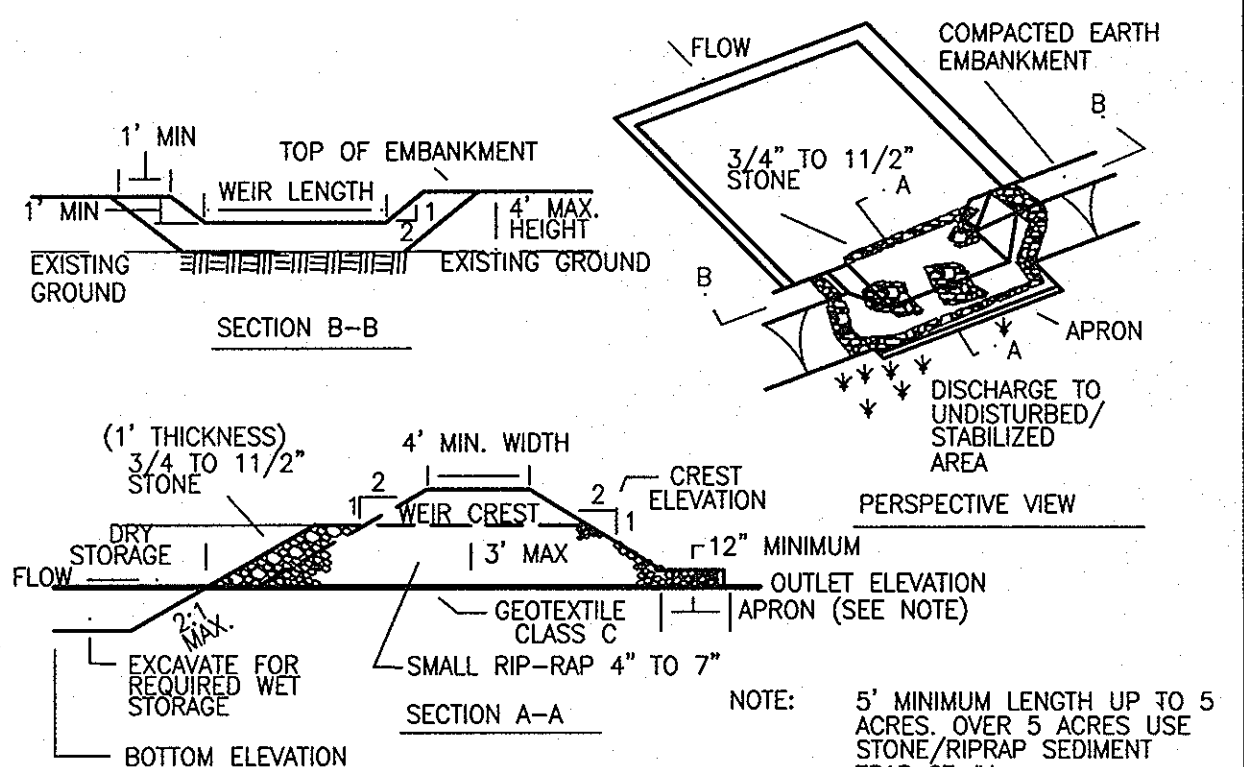 1' MIN
TOP OF EMBANKMENT
WEIR LENGTH
1' MIN
1
2
4' MAX.
HEIGHT
EXISTING
GROUND
EXISTING GROUND
SECTION B-B
FLOW
COMPACTED EARTH
EMBANKMENT
B
3/4" TO 11/2"
STONE
A
B
APRON
A
DISCHARGE TO
UNDISTURBED/
STABILIZED
AREA
PERSPECTIVE VIEW
(1' THICKNESS)
3/4 TO 11/2"
STONE
4' MIN. WIDTH
2
1
2
1
CREST
ELEVATION
WEIR CREST
DRY
STORAGE
3' MAX
12" MINIMUM
FLOW
OUTLET ELEVATION
2:1
MAX.
GEOTEXTILE
CLASS C
APRON (SEE NOTE)
EXCAVATE FOR
REQUIRED WET
STORAGE
SMALL RIP-RAP 4" TO 7"
SECTION A-A
BOTTOM ELEVATION
NOTE:
5' MINIMUM LENGTH UP TO 5
ACRES. OVER 5 ACRES USE
STONE/RIPRAP SEDIMENT